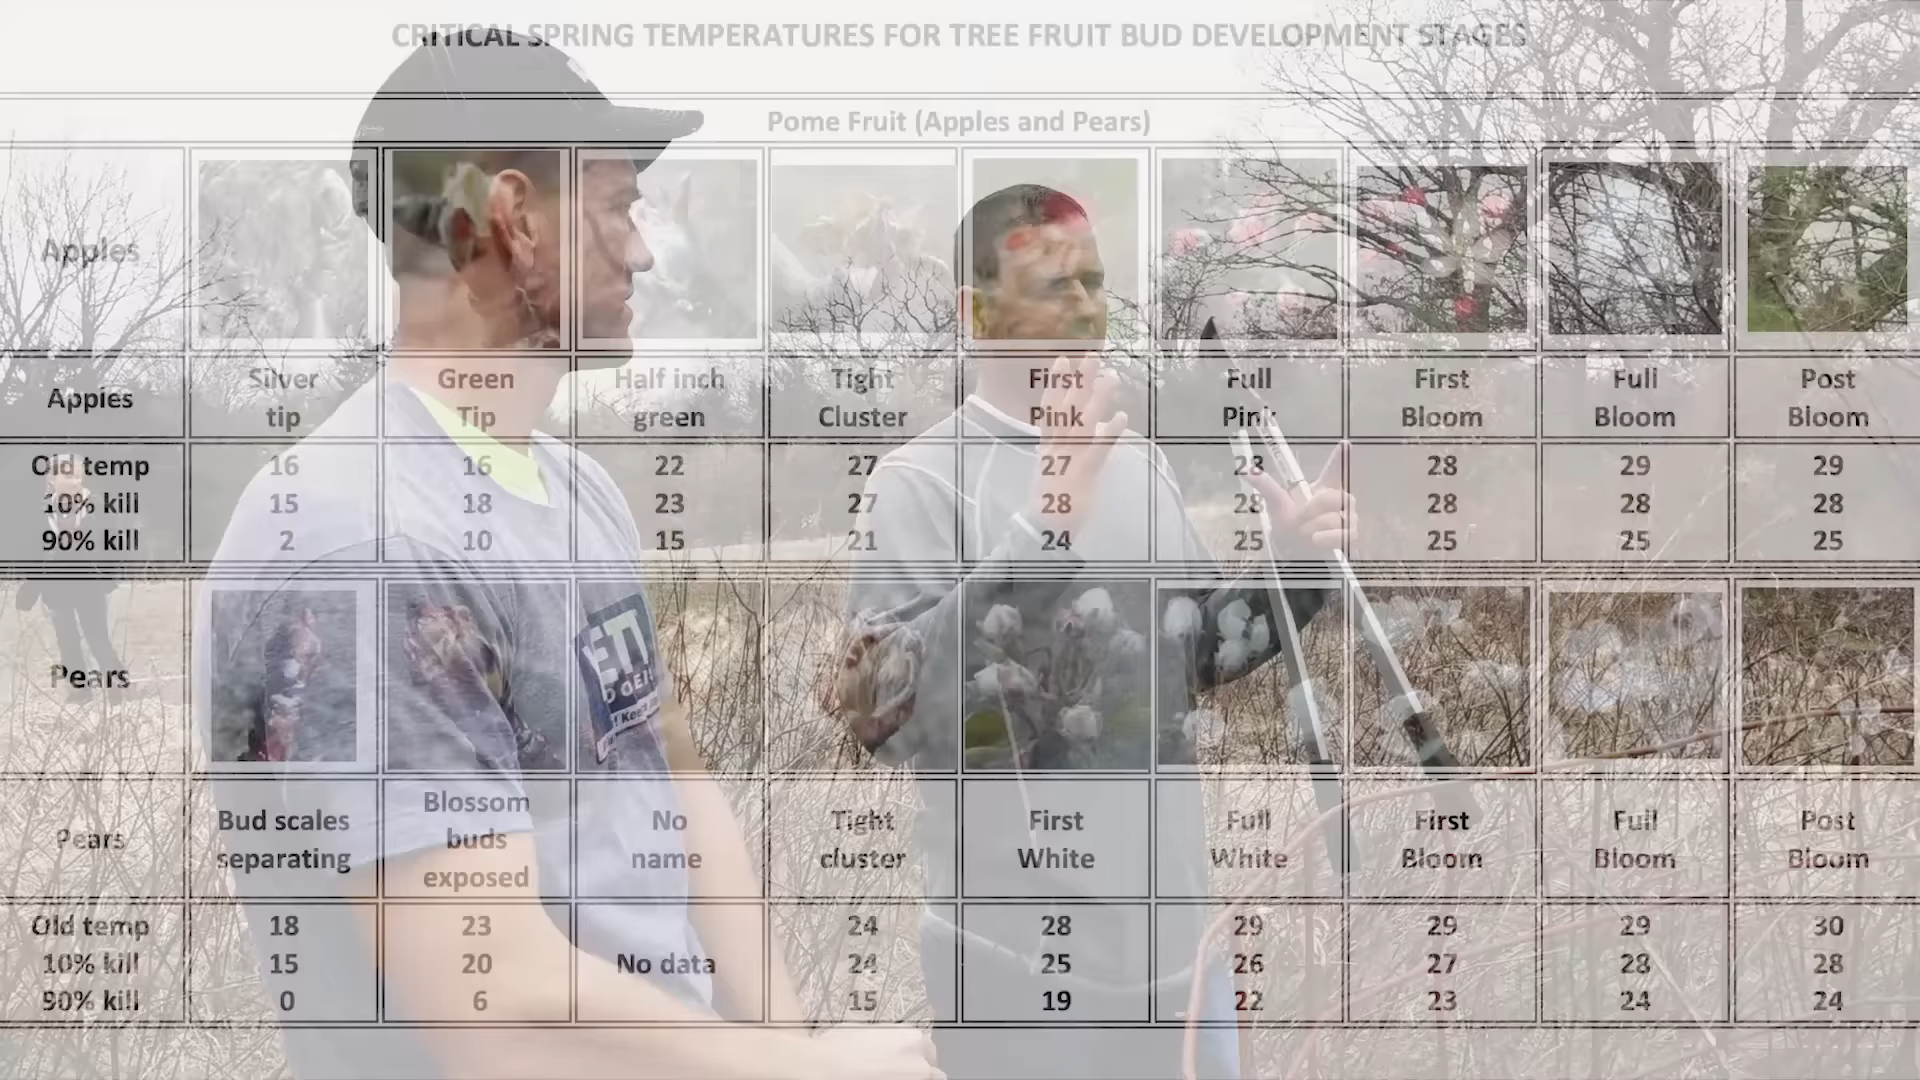 CRITICAL SPRING TEMPERATURES FOR TREE FRUIT BUD DEVELOPMENT STAGES
Pome Fruit (Apples and Pears)
Apples
Apples Silver tip Green Tip Half inch green Tight Cluster First Pink Full Pink First Bloom Full Bloom Post Bloom
Old temp 16 16 22 27 27 28 28 29 29
10% kill 15 18 23 27 28 28 28 28 28
90% kill 2 10 15 21 24 25 25 25 25
Pears
Pears Bud scales separating Blossom buds exposed No name Tight cluster First White Full White First Bloom Full Bloom Post Bloom
Old temp 18 23 24 28 29 29 29 30
10% kill 15 20 No data 24 25 26 27 28 28
90% kill 0 6 15 19 22 23 24 24